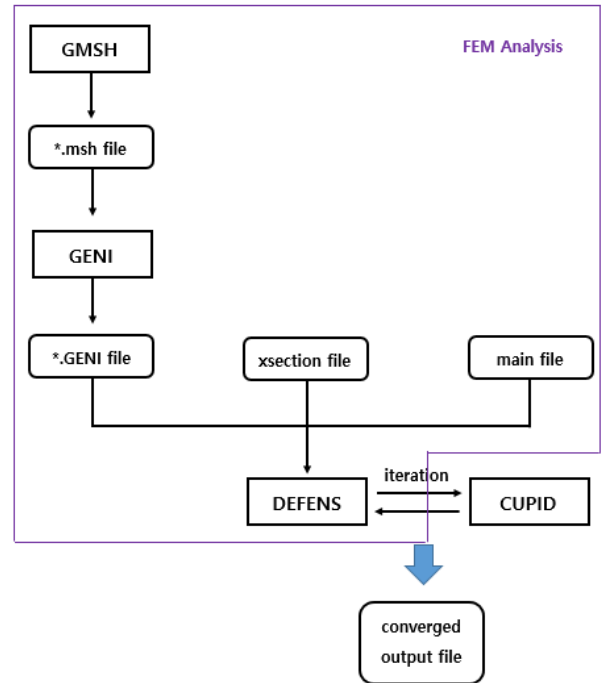 GMSH
FEM Analysis
*.msh file
GENI
*.GENI file
xsection file
main file
iteration
DEFENS
CUPID
converged
output file